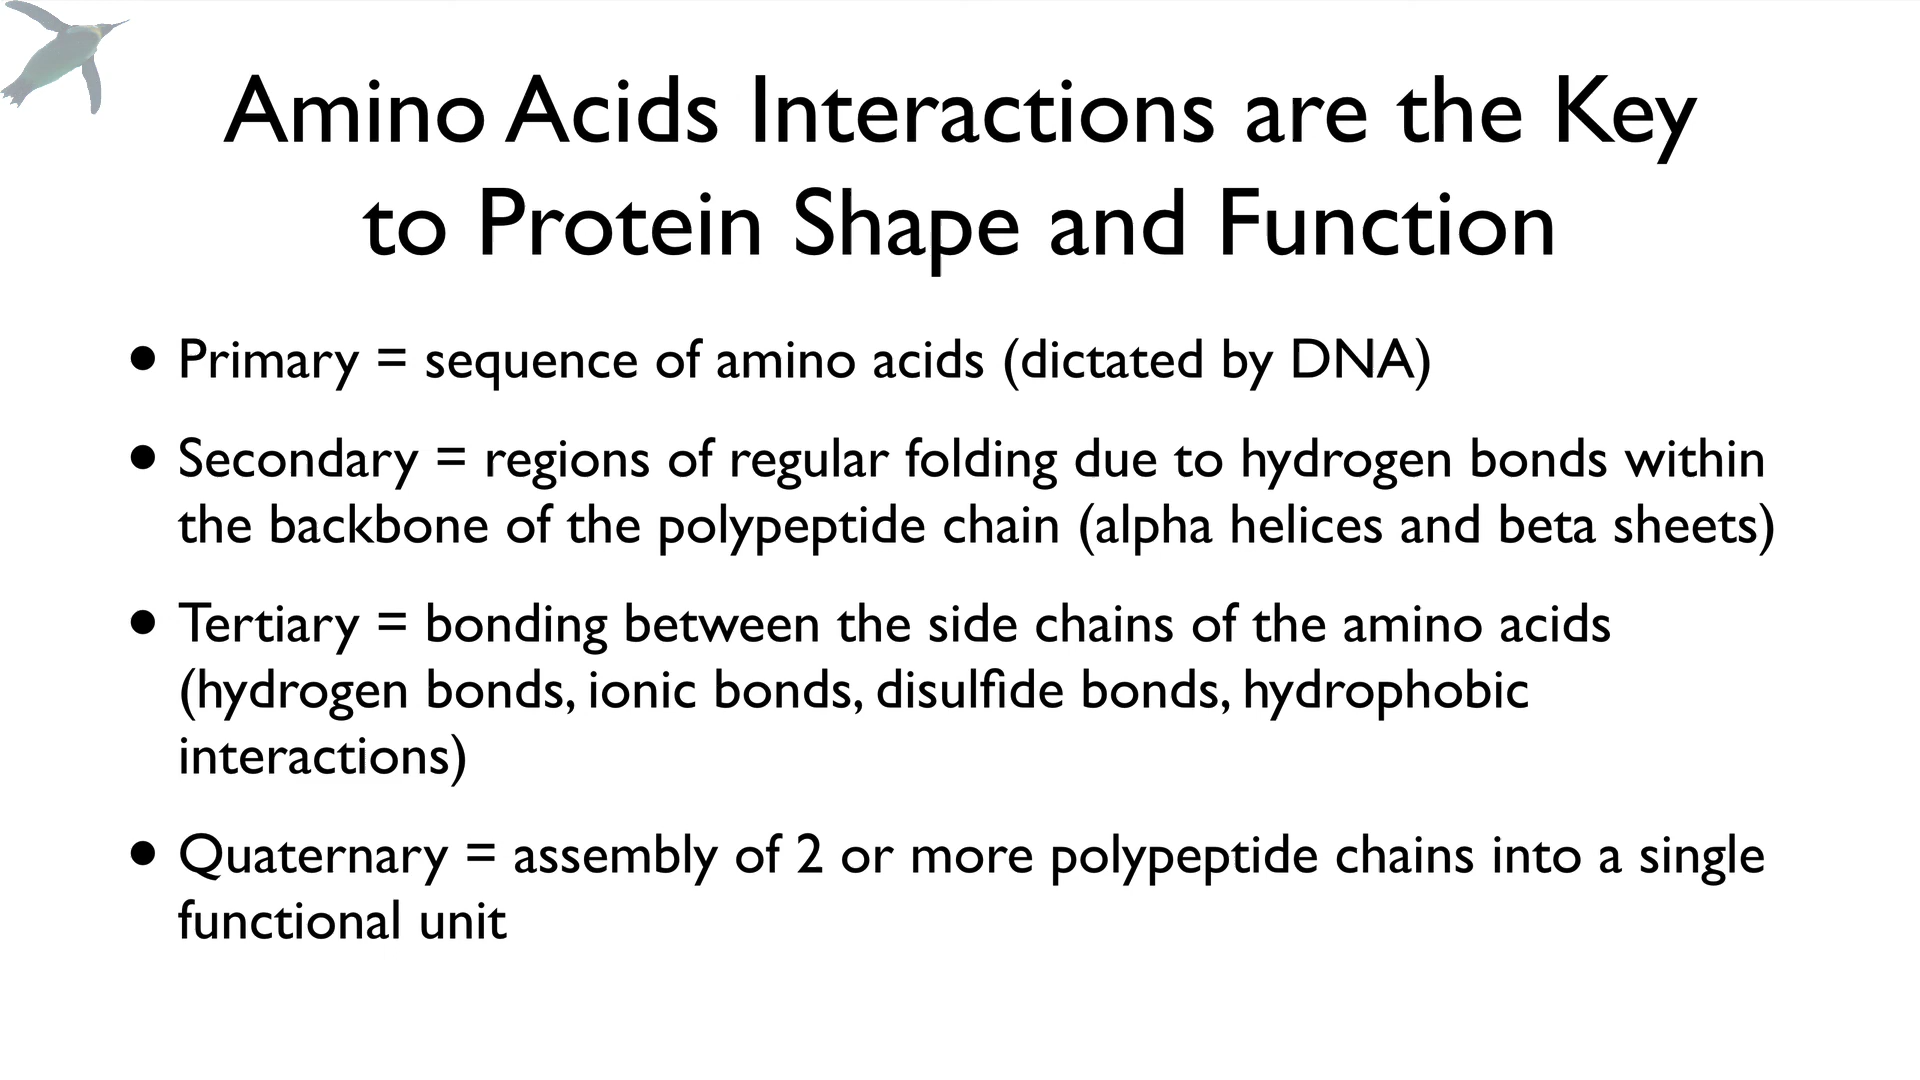 Amino Acids Interactions are the Key
to Protein Shape and Function
• Primary = sequence of amino acids (dictated by DNA)
• Secondary = regions of regular folding due to hydrogen bonds within
the backbone of the polypeptide chain (alpha helices and beta sheets)
• Tertiary = bonding between the side chains of the amino acids
(hydrogen bonds, ionic bonds, disulfide bonds, hydrophobic
interactions)
• Quaternary = assembly of 2 or more polypeptide chains into a single
functional unit